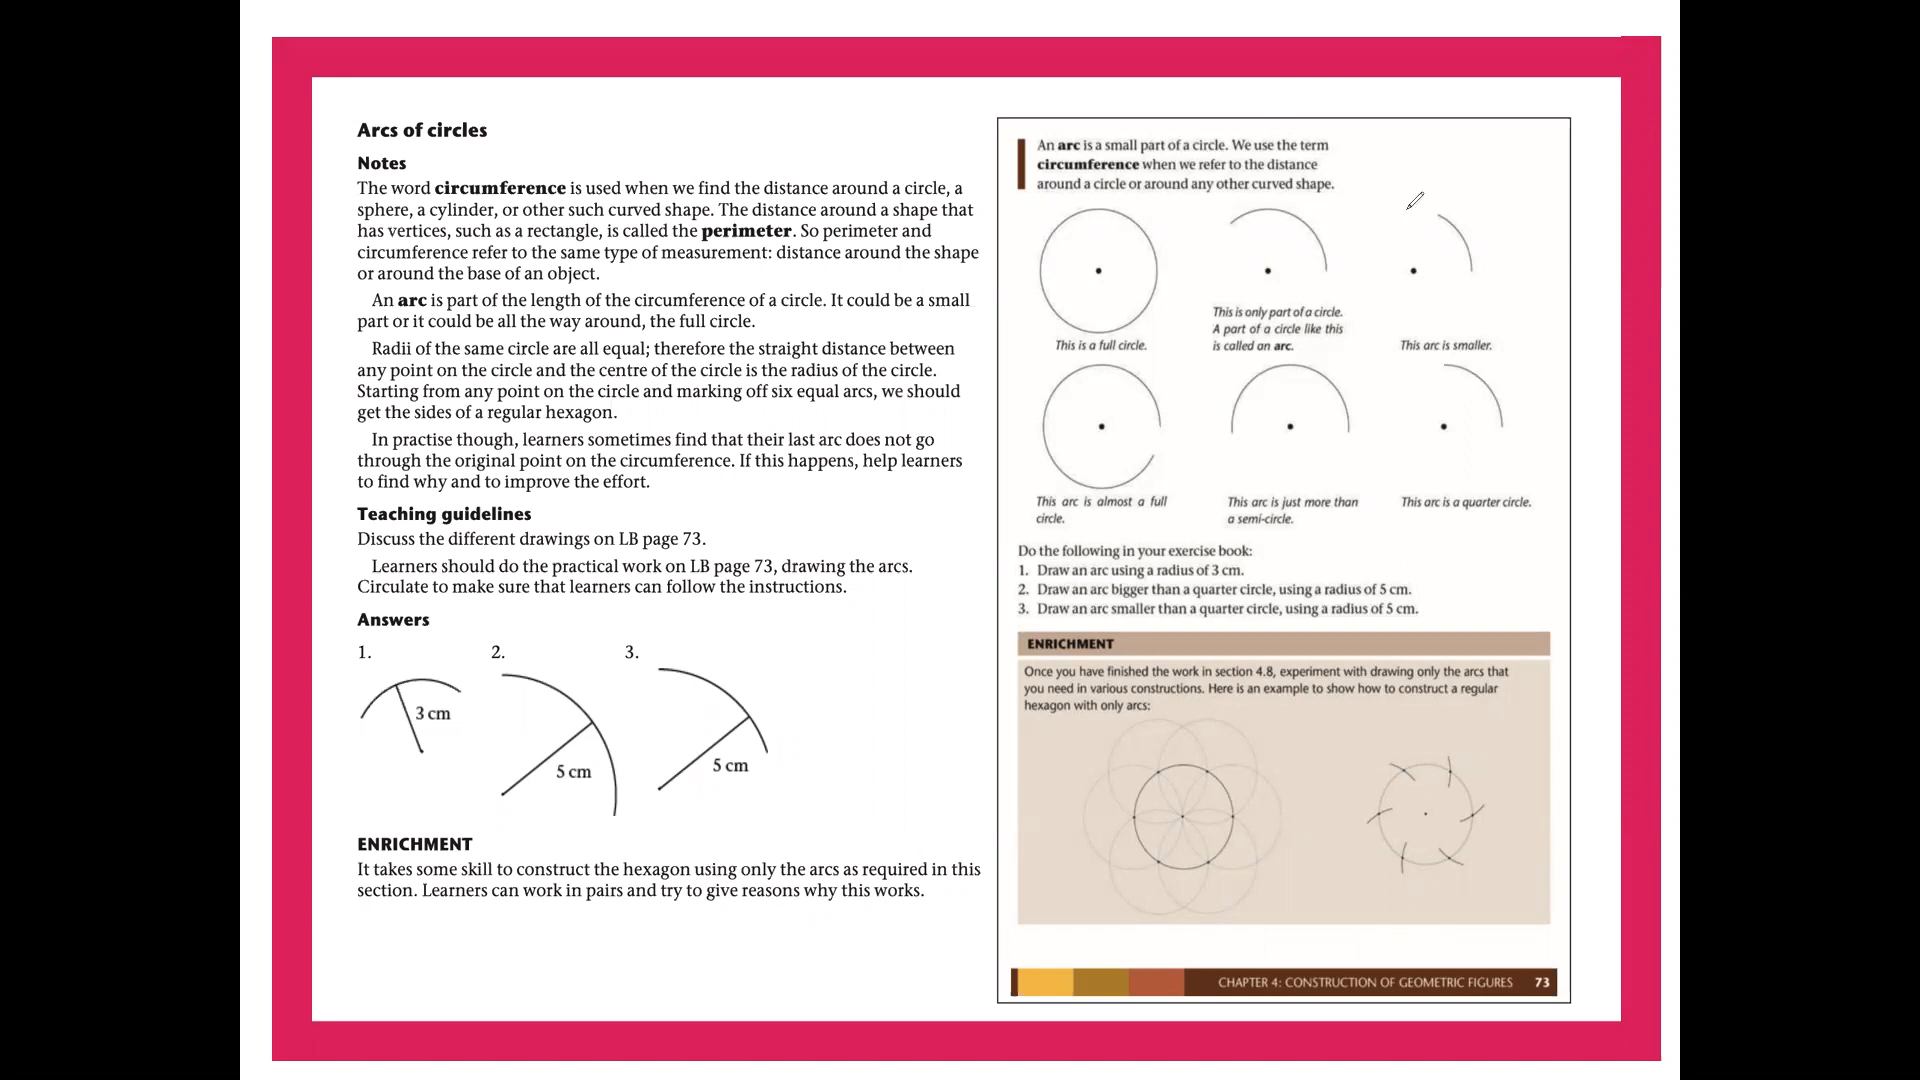 Arcs of circles
Notes
The word circumference is used when we find the distance around a circle, a
sphere, a cylinder, or other such curved shape. The distance around a shape that
has vertices, such as a rectangle, is called the perimeter. So perimeter and
circumference refer to the same type of measurement: distance around the shape
or around the base of an object.
An arc is part of the length of the circumference of a circle. It could be a small
part or it could be all the way around, the full circle.
Radii of the same circle are all equal; therefore the straight distance between
any point on the circle and the centre of the circle is the radius of the circle.
Starting from any point on the circle and marking off six equal arcs, we should
get the sides of a regular hexagon.
In practise though, learners sometimes find that their last arc does not go
through the original point on the circumference. If this happens, help learners
to find why and to improve the effort.
Teaching guidelines
Discuss the different drawings on LB page 73.
Learners should do the practical work on LB page 73, drawing the arcs.
Circulate to make sure that learners can follow the instructions.
Answers
1. 2. 3.
3 cm
5 cm
5 cm
ENRICHMENT
It takes some skill to construct the hexagon using only the arcs as required in this
section. Learners can work in pairs and try to give reasons why this works.
An arc is a small part of a circle. We use the term
circumference when we refer to the distance
around a circle or around any other curved shape.
This is a full circle.
This is only part of a circle.
A part of a circle like this
is called an arc.
This arc is smaller.
This arc is almost a full
circle.
This arc is just more than
a semi-circle.
This arc is a quarter circle.
Do the following in your exercise book:
1. Draw an arc using a radius of 3 cm.
2. Draw an arc bigger than a quarter circle, using a radius of 5 cm.
3. Draw an arc smaller than a quarter circle, using a radius of 5 cm.
ENRICHMENT
Once you have finished the work in section 4.8, experiment with drawing only the arcs that
you need in various constructions. Here is an example to show how to construct a regular
hexagon with only arcs:
CHAPTER 4: CONSTRUCTION OF GEOMETRIC FIGURES 73